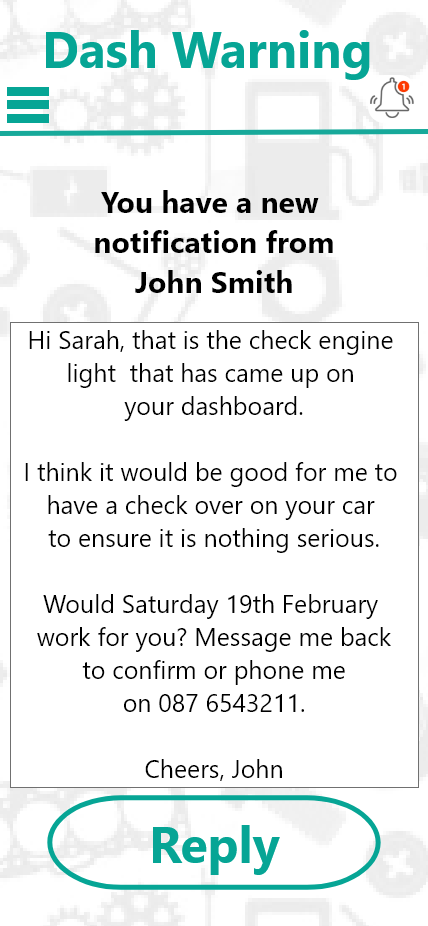 Dash Warning
1
You have a new
notification from
John Smith
Hi Sarah, that is the check engine
light  that has came up on
your dashboard.
I think it would be good for me to
have a check over on your car
to ensure it is nothing serious.
Would Saturday 19th February
work for you? Message me back
to confirm or phone me
on 087 6543211.
Cheers, John
Reply